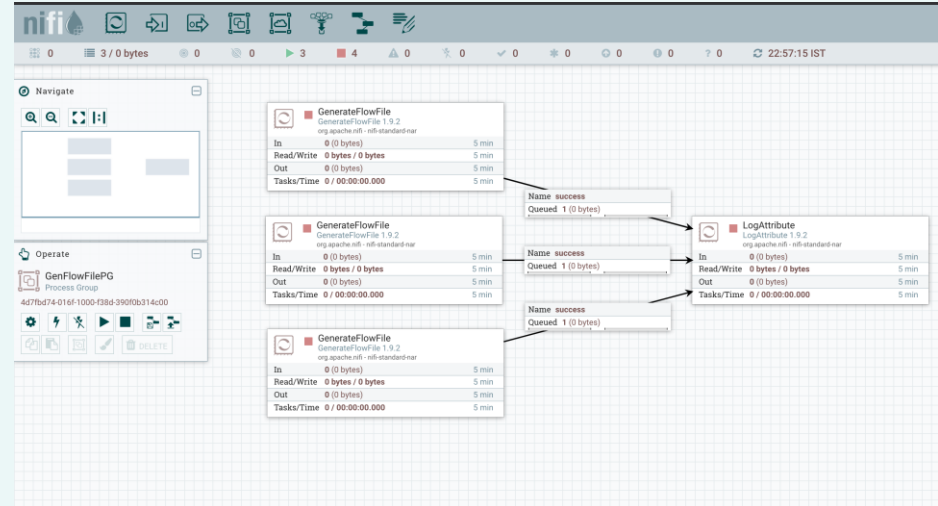 nifi
0 3 / 0 bytes 0 0 3 4 0 0 0 0 0 0 ? 0 22:57:15 IST
Navigate
Operate
GenFlowFilePG
Process Group
4d7fbd74-016f-1000-f38d-390f0b314c00
DELETE
GenerateFlowFile
GenerateFlowFile 1.9.2
org.apache.nifi - nifi-standard-nar
In 0 (0 bytes) 5 min
Read/Write 0 bytes / 0 bytes 5 min
Out 0 (0 bytes) 5 min
Tasks/Time 0 / 00:00:00.000 5 min
GenerateFlowFile
GenerateFlowFile 1.9.2
org.apache.nifi - nifi-standard-nar
In 0 (0 bytes) 5 min
Read/Write 0 bytes / 0 bytes 5 min
Out 0 (0 bytes) 5 min
Tasks/Time 0 / 00:00:00.000 5 min
GenerateFlowFile
GenerateFlowFile 1.9.2
org.apache.nifi - nifi-standard-nar
In 0 (0 bytes) 5 min
Read/Write 0 bytes / 0 bytes 5 min
Out 0 (0 bytes) 5 min
Tasks/Time 0 / 00:00:00.000 5 min
Name success
Queued 1 (0 bytes)
Name success
Queued 1 (0 bytes)
Name success
Queued 1 (0 bytes)
LogAttribute
LogAttribute 1.9.2
org.apache.nifi - nifi-standard-nar
In 0 (0 bytes) 5 min
Read/Write 0 bytes / 0 bytes 5 min
Out 0 (0 bytes) 5 min
Tasks/Time 0 / 00:00:00.000 5 min